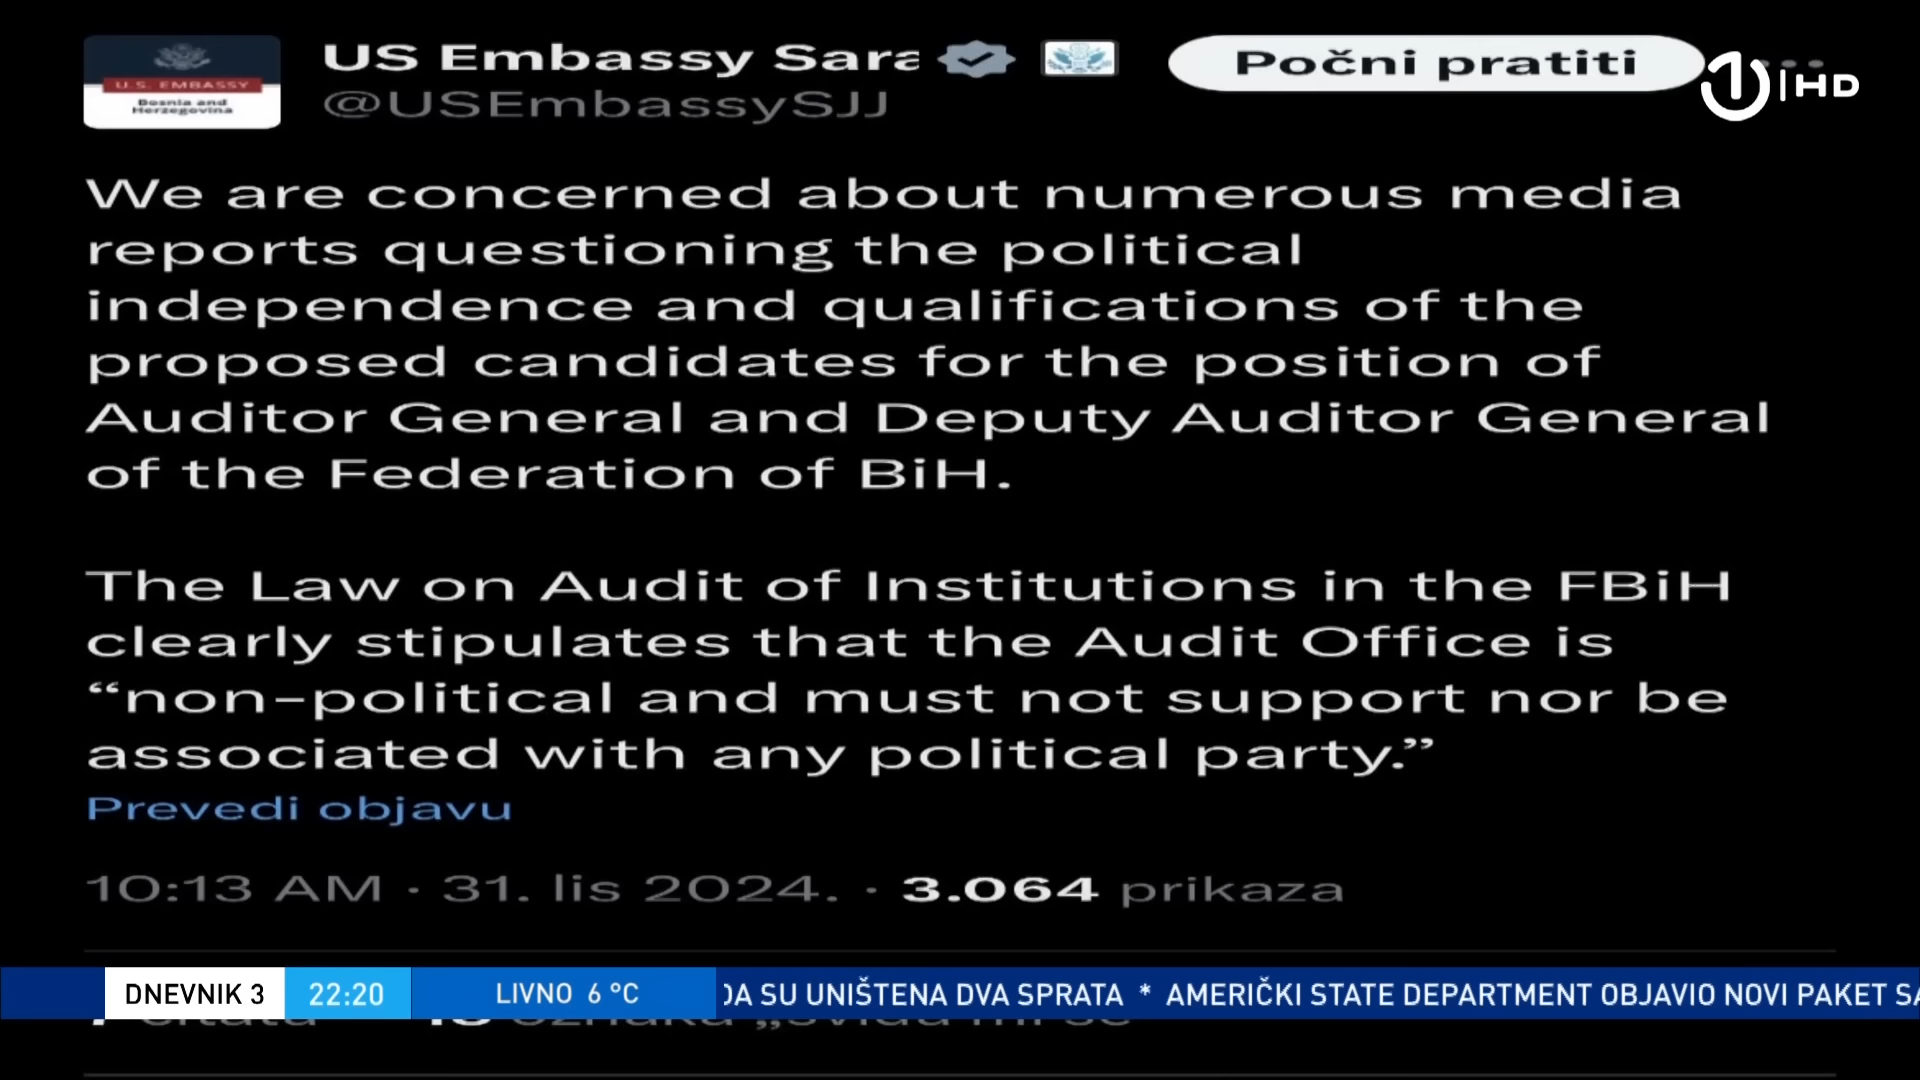 US Embassy Sara
Počni pratiti
@USEmbassySJJ
U.S. EMBASSY
Bosnia and
Herzegovina
1 HD
We are concerned about numerous media
reports questioning the political
independence and qualifications of the
proposed candidates for the position of
Auditor General and Deputy Auditor General
of the Federation of BiH.
The Law on Audit of Institutions in the FBiH
clearly stipulates that the Audit Office is
“non-political and must not support nor be
associated with any political party.”
Prevedi objavu
10:13 AM · 31. lis 2024. · 3.064 prikaza
DNEVNIK 3 22:20 LIVNO 6 °C DA SU UNIŠTENA DVA SPRATA * AMERIČKI STATE DEPARTMENT OBJAVIO NOVI PAKET SA